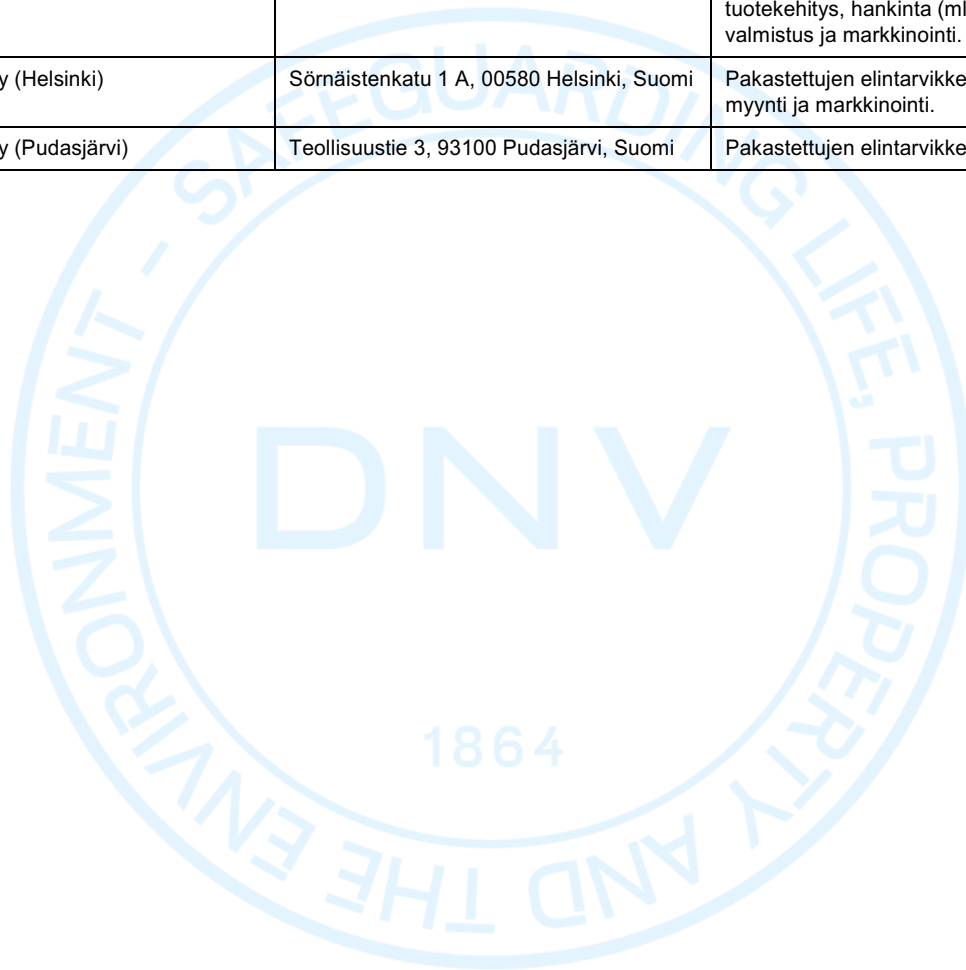 tuotekehitys, hankinta (ml
valmistus ja markkinointi.
y (Helsinki) Sörnäistenkatu 1 A, 00580 Helsinki, Suomi Pakastettujen elintarvikke
myynti ja markkinointi.
y (Pudasjärvi) Teollisuustie 3, 93100 Pudasjärvi, Suomi Pakastettujen elintarvikke
SAFEGUARDING LIFE, PROPERTY AND THE ENVIRONMENT -
DNV
1864